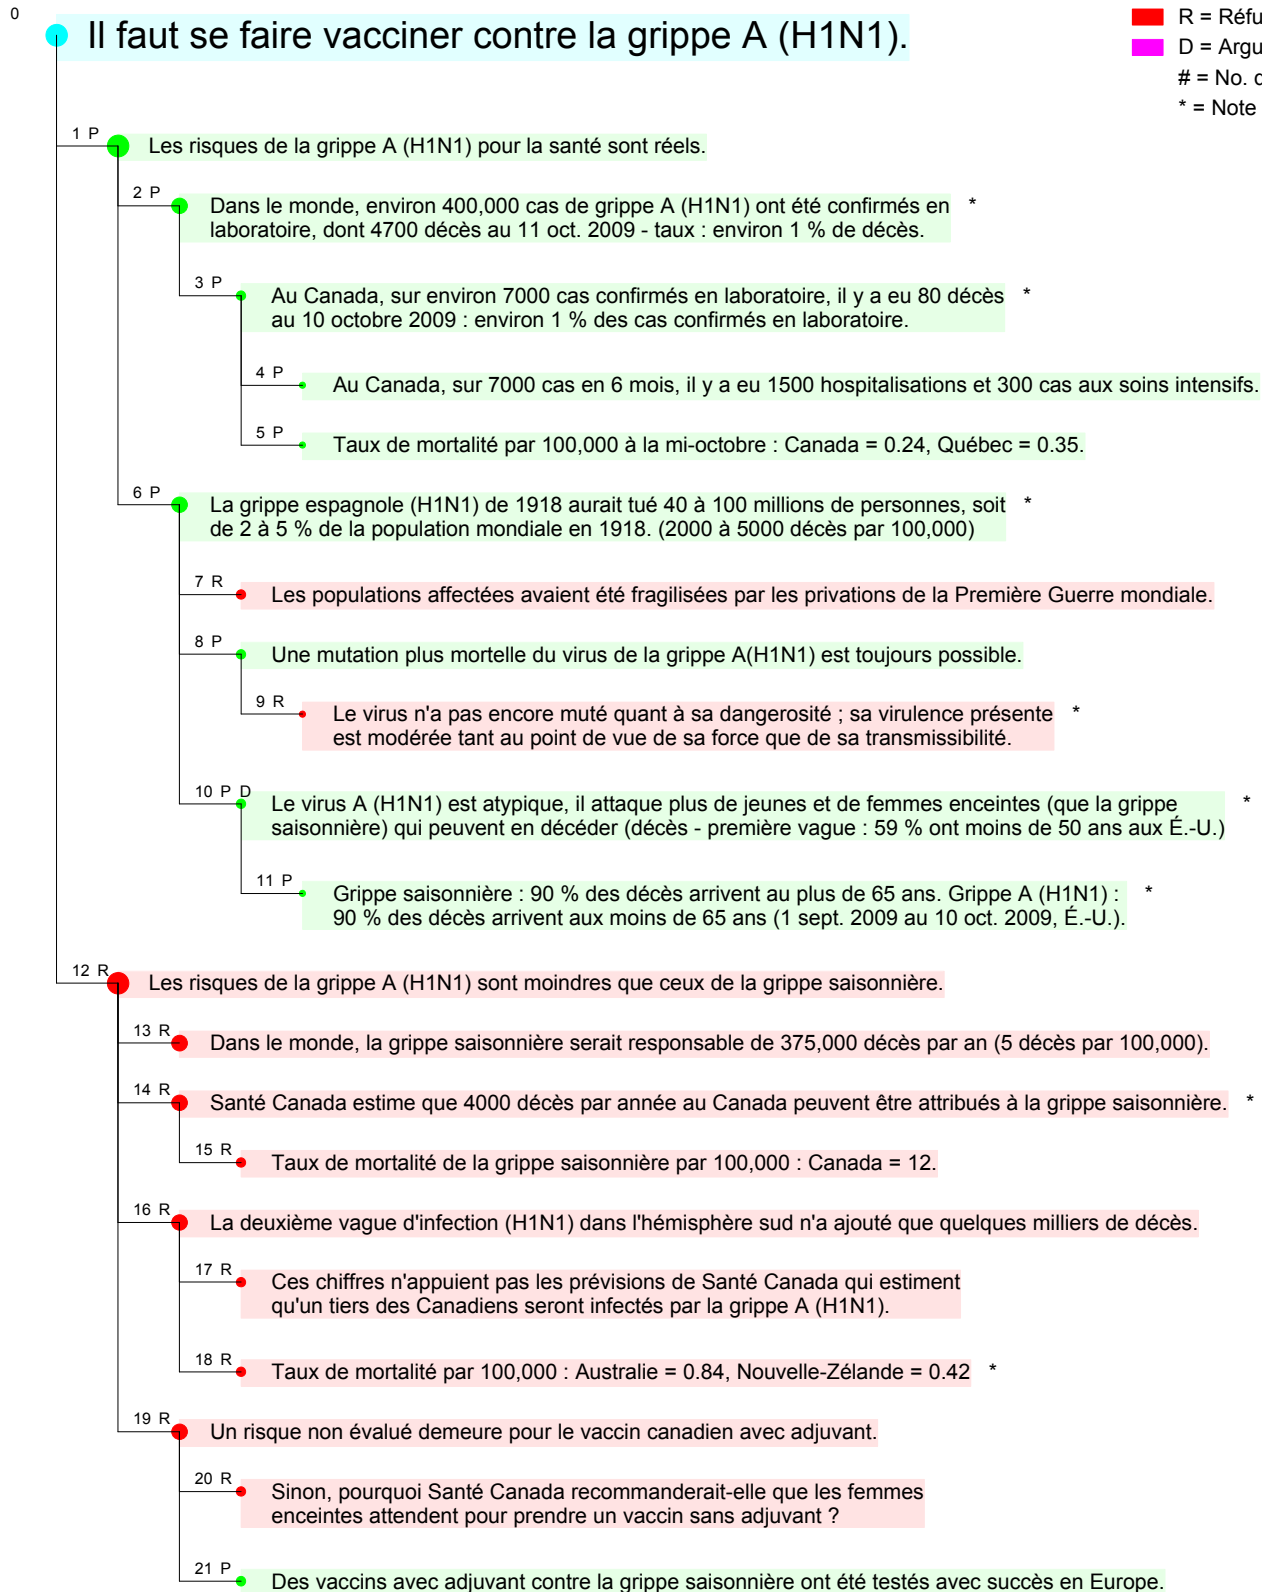 0
Il faut se faire vacciner contre la grippe A (H1N1).
R = Réfu
D = Argu
# = No. d
* = Note
1 P
Les risques de la grippe A (H1N1) pour la santé sont réels.
2 P
Dans le monde, environ 400,000 cas de grippe A (H1N1) ont été confirmés en *
laboratoire, dont 4700 décès au 11 oct. 2009 - taux : environ 1 % de décès.
3 P
Au Canada, sur environ 7000 cas confirmés en laboratoire, il y a eu 80 décès *
au 10 octobre 2009 : environ 1 % des cas confirmés en laboratoire.
4 P
Au Canada, sur 7000 cas en 6 mois, il y a eu 1500 hospitalisations et 300 cas aux soins intensifs.
5 P
Taux de mortalité par 100,000 à la mi-octobre : Canada = 0.24, Québec = 0.35.
6 P
La grippe espagnole (H1N1) de 1918 aurait tué 40 à 100 millions de personnes, soit *
de 2 à 5 % de la population mondiale en 1918. (2000 à 5000 décès par 100,000)
7 R
Les populations affectées avaient été fragilisées par les privations de la Première Guerre mondiale.
8 P
Une mutation plus mortelle du virus de la grippe A(H1N1) est toujours possible.
9 R
Le virus n'a pas encore muté quant à sa dangerosité ; sa virulence présente *
est modérée tant au point de vue de sa force que de sa transmissibilité.
10 P D
Le virus A (H1N1) est atypique, il attaque plus de jeunes et de femmes enceintes (que la grippe *
saisonnière) qui peuvent en décéder (décès - première vague : 59 % ont moins de 50 ans aux É.-U.)
11 P
Grippe saisonnière : 90 % des décès arrivent au plus de 65 ans. Grippe A (H1N1) : *
90 % des décès arrivent aux moins de 65 ans (1 sept. 2009 au 10 oct. 2009, É.-U.).
12 R
Les risques de la grippe A (H1N1) sont moindres que ceux de la grippe saisonnière.
13 R
Dans le monde, la grippe saisonnière serait responsable de 375,000 décès par an (5 décès par 100,000).
14 R
Santé Canada estime que 4000 décès par année au Canada peuvent être attribués à la grippe saisonnière. *
15 R
Taux de mortalité de la grippe saisonnière par 100,000 : Canada = 12.
16 R
La deuxième vague d'infection (H1N1) dans l'hémisphère sud n'a ajouté que quelques milliers de décès.
17 R
Ces chiffres n'appuient pas les prévisions de Santé Canada qui estiment
qu'un tiers des Canadiens seront infectés par la grippe A (H1N1).
18 R
Taux de mortalité par 100,000 : Australie = 0.84, Nouvelle-Zélande = 0.42 *
19 R
Un risque non évalué demeure pour le vaccin canadien avec adjuvant.
20 R
Sinon, pourquoi Santé Canada recommanderait-elle que les femmes
enceintes attendent pour prendre un vaccin sans adjuvant ?
21 P
Des vaccins avec adjuvant contre la grippe saisonnière ont été testés avec succès en Europe.